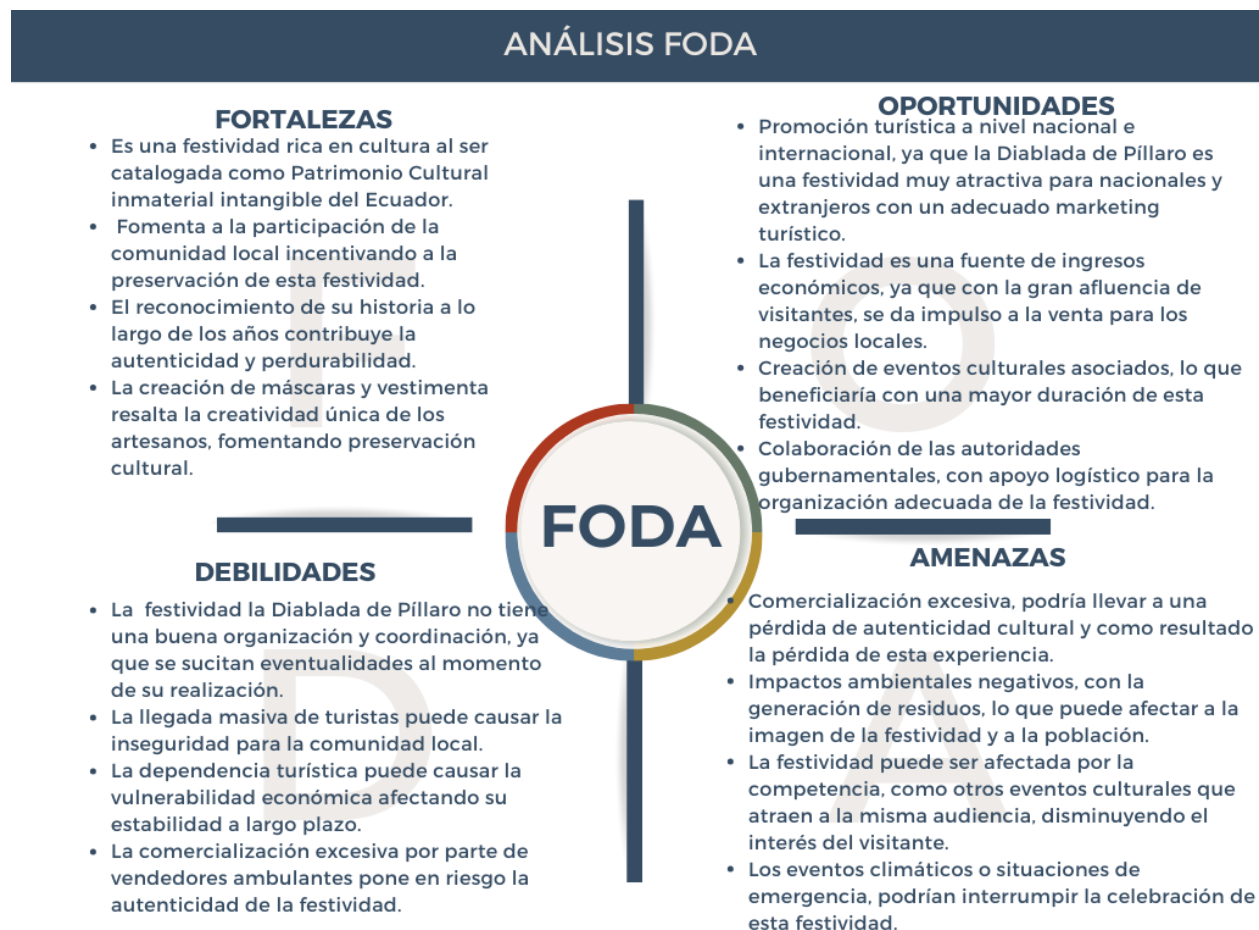 ANÁLISIS FODA
FORTALEZAS
• Es una festividad rica en cultura al ser
catalogada como Patrimonio Cultural
inmaterial intangible del Ecuador.
• Fomenta a la participación de la
comunidad local incentivando a la
preservación de esta festividad.
• El reconocimiento de su historia a lo
largo de los años contribuye la
autenticidad y perdurabilidad.
• La creación de máscaras y vestimenta
resalta la creatividad única de los
artesanos, fomentando preservación
cultural.
F
OPORTUNIDADES
• Promoción turística a nivel nacional e
internacional, ya que la Diablada de Píllaro es
una festividad muy atractiva para nacionales y
extranjeros con un adecuado marketing
turístico.
• La festividad es una fuente de ingresos
económicos, ya que con la gran afluencia de
visitantes, se da impulso a la venta para los
negocios locales.
• Creación de eventos culturales asociados, lo que
beneficiaría con una mayor duración de esta
festividad.
• Colaboración de las autoridades
gubernamentales, con apoyo logístico para la
organización adecuada de la festividad.
O
FODA
DEBILIDADES
• La festividad la Diablada de Píllaro no tiene
una buena organización y coordinación, ya
que se sucitan eventualidades al momento
de su realización.
• La llegada masiva de turistas puede causar la
inseguridad para la comunidad local.
• La dependencia turística puede causar la
vulnerabilidad económica afectando su
estabilidad a largo plazo.
• La comercialización excesiva por parte de
vendedores ambulantes pone en riesgo la
autenticidad de la festividad.
D
AMENAZAS
• Comercialización excesiva, podría llevar a una
pérdida de autenticidad cultural y como resultado
la pérdida de esta experiencia.
• Impactos ambientales negativos, con la
generación de residuos, lo que puede afectar a la
imagen de la festividad y a la población.
• La festividad puede ser afectada por la
competencia, como otros eventos culturales que
atraen a la misma audiencia, disminuyendo el
interés del visitante.
• Los eventos climáticos o situaciones de
emergencia, podrían interrumpir la celebración de
esta festividad.
A